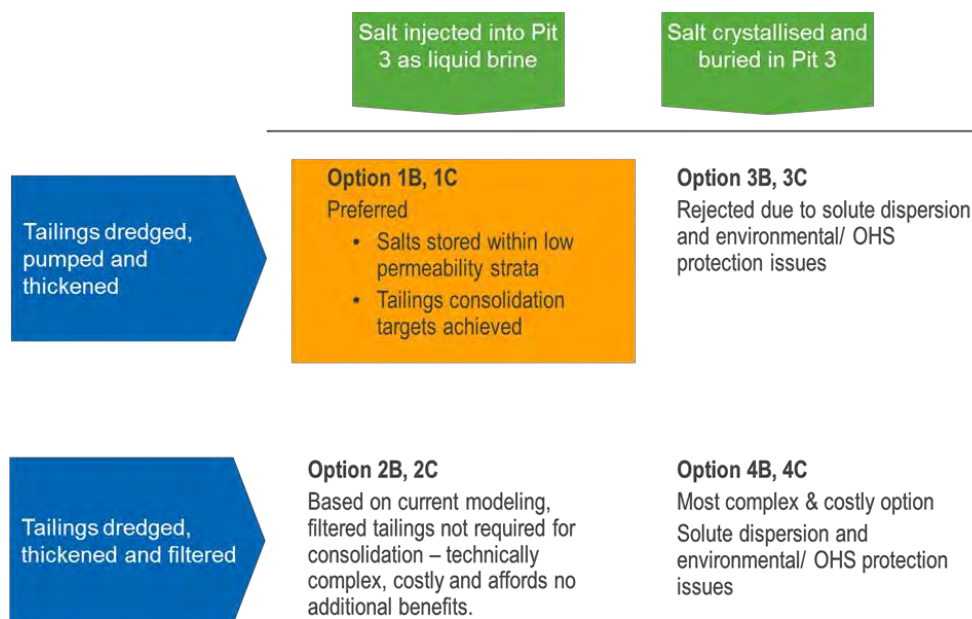 Salt injected into Pit
3 as liquid brine
Salt crystallised and
buried in Pit 3
Tailings dredged,
pumped and
thickened
Option 1B, 1C
Preferred
• Salts stored within low
permeability strata
• Tailings consolidation
targets achieved
Option 3B, 3C
Rejected due to solute dispersion
and environmental/ OHS
protection issues
Tailings dredged,
thickened and filtered
Option 2B, 2C
Based on current modeling,
filtered tailings not required for
consolidation – technically
complex, costly and affords no
additional benefits.
Option 4B, 4C
Most complex & costly option
Solute dispersion and
environmental/ OHS protection
issues